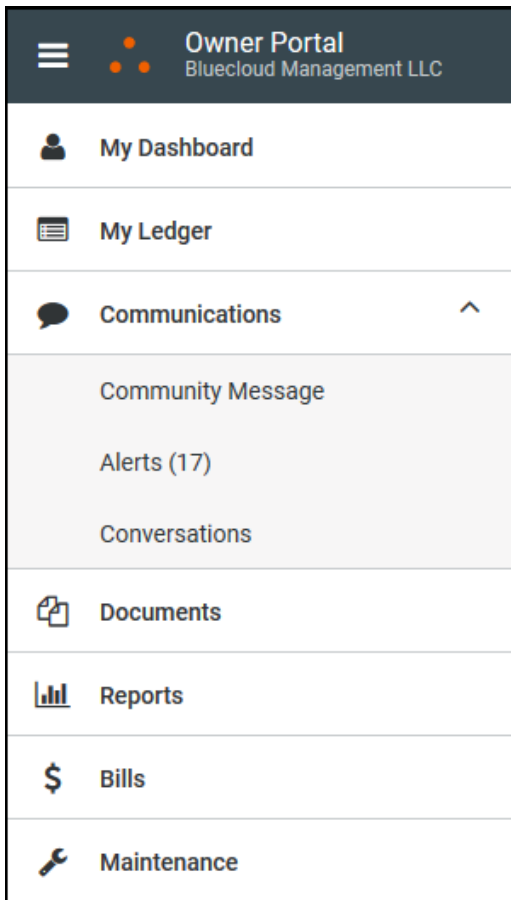 Owner Portal
Bluecloud Management LLC
My Dashboard
My Ledger
Communications
Community Message
Alerts (17)
Conversations
Documents
Reports
$ Bills
Maintenance